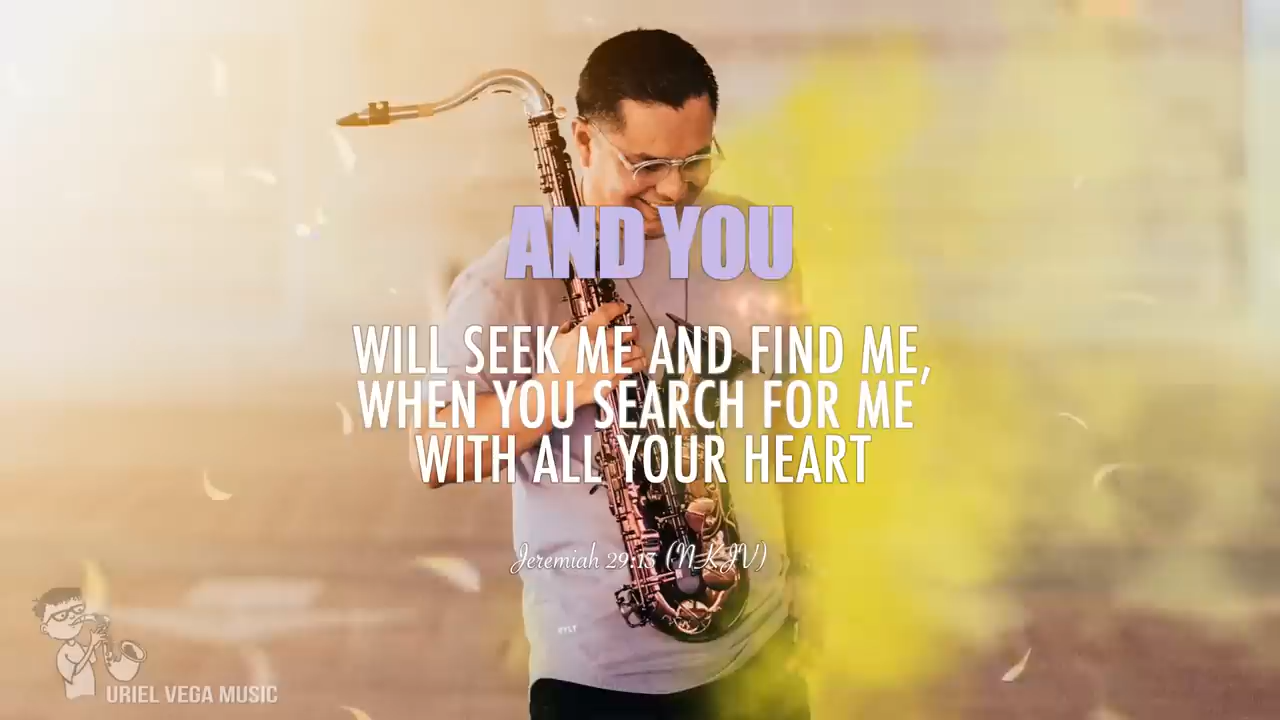 AND YOU
WILL SEEK ME AND FIND ME,
WHEN YOU SEARCH FOR ME
WITH ALL YOUR HEART
Jeremiah 29:13 (NKJV)
URIEL VEGA MUSIC